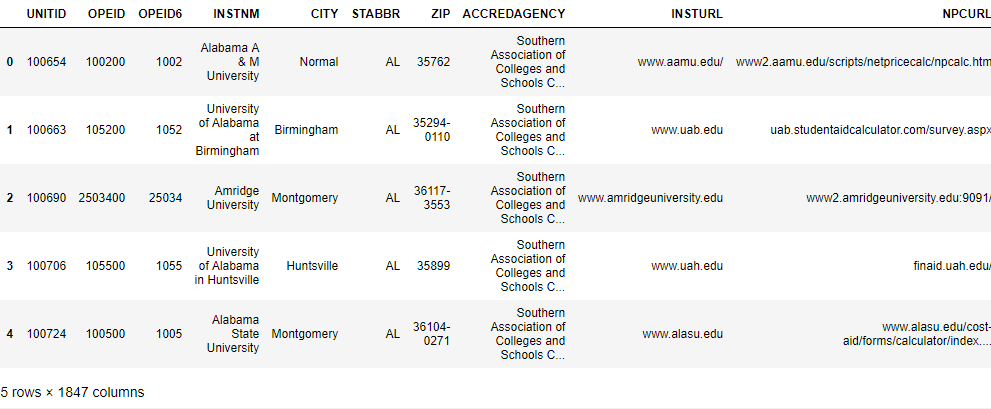 UNITID OPEID OPEID6 INSTNM CITY STABBR ZIP ACCREDAGENCY INSTURL NPCURL
0 100654 100200 1002 Alabama A & M University Normal AL 35762 Southern Association of Colleges and Schools C... www.aamu.edu/ www2.aamu.edu/scripts/netpricecalc/npcalc.htm
1 100663 105200 1052 University of Alabama at Birmingham Birmingham AL 35294-0110 Southern Association of Colleges and Schools C... www.uab.edu uab.studentaidcalculator.com/survey.aspx
2 100690 2503400 25034 Amridge University Montgomery AL 36117-3553 Southern Association of Colleges and Schools C... www.amridgeuniversity.edu www2.amridgeuniversity.edu:9091/
3 100706 105500 1055 University of Alabama in Huntsville Huntsville AL 35899 Southern Association of Colleges and Schools C... www.uah.edu finaid.uah.edu/
4 100724 100500 1005 Alabama State University Montgomery AL 36104-0271 Southern Association of Colleges and Schools C... www.alasu.edu www.alasu.edu/cost-aid/forms/calculator/index....
5 rows × 1847 columns